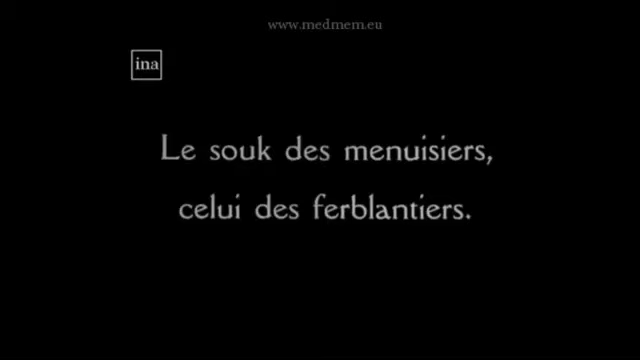 www.medmem.eu
ina
Le souk des menuisiers,
celui des ferblantiers.